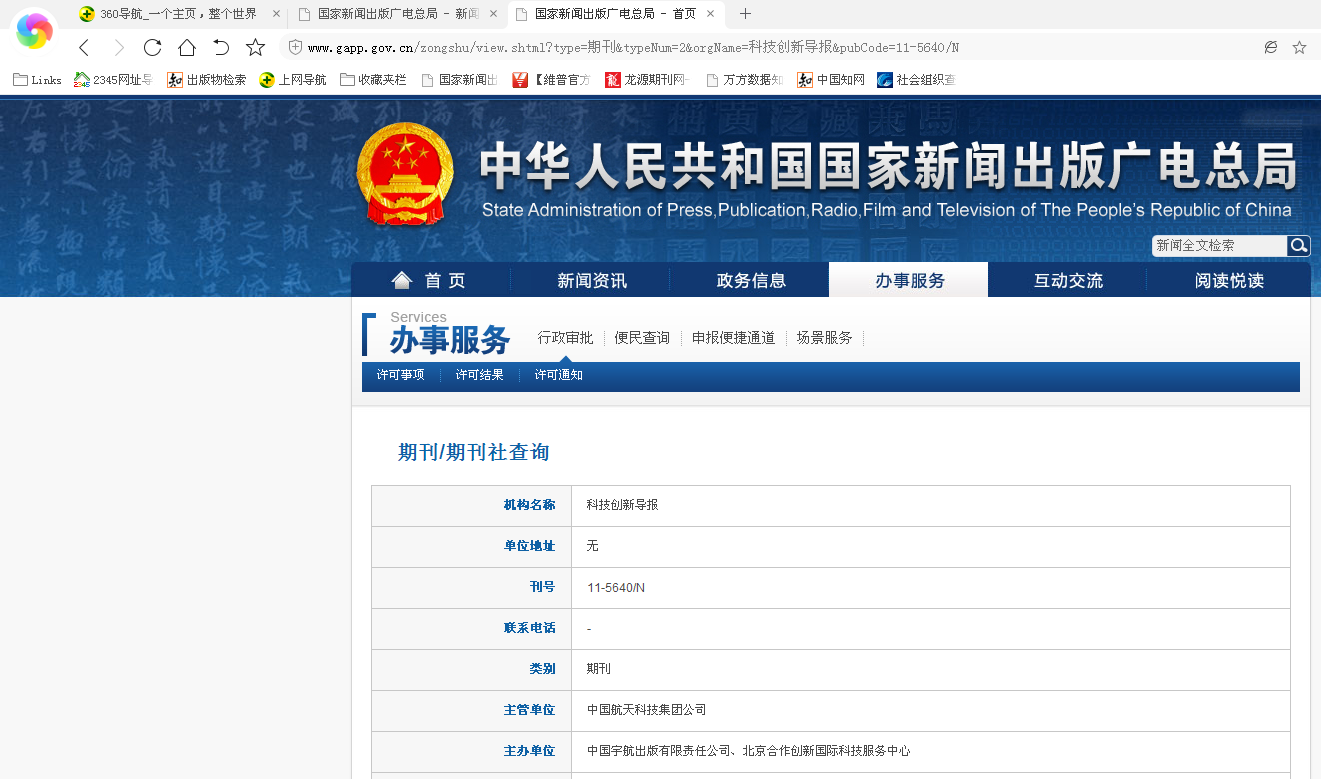 360导航_一个主页，整个世界
国家新闻出版广电总局 - 新闻
国家新闻出版广电总局 - 首页
www.gapp.gov.cn/zongshu/view.shtml?type=期刊&typeNum=2&orgName=科技创新导报&pubCode=11-5640/N
Links 2345网址导 出版物检索 上网导航 收藏夹栏 国家新闻出 【维普官方 龙源期刊网- 万方数据知 中国知网 社会组织查
中华人民共和国国家新闻出版广电总局
State Administration of Press,Publication,Radio,Film and Television of The People's Republic of China
新闻全文检索
首 页 新闻资讯 政务信息 办事服务 互动交流 阅读悦读
Services
办事服务 行政审批 便民查询 申报便捷通道 场景服务
许可事项 许可结果 许可通知
期刊/期刊社查询
机构名称 科技创新导报
单位地址 无
刊号 11-5640/N
联系电话 -
类别 期刊
主管单位 中国航天科技集团公司
主办单位 中国宇航出版有限责任公司、北京合作创新国际科技服务中心